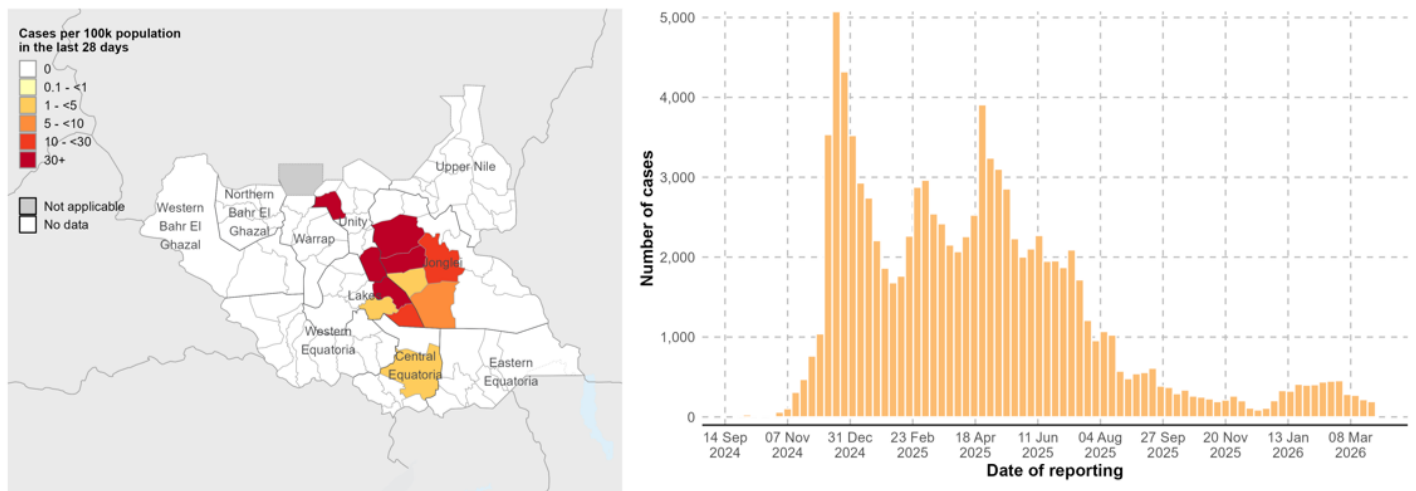 Cases per 100k population
in the last 28 days
0
0.1 - <1
1 - <5
5 - <10
10 - <30
30+
Not applicable
No data
Upper Nile
Northern
Bahr El
Ghazal
Western
Bahr El
Ghazal
Warrap
Unity
Jonglei
Lake
Western
Equatoria
Central
Equatoria
Eastern
Equatoria
Number of cases
5,000
4,000
3,000
2,000
1,000
0
14 Sep 07 Nov 31 Dec 23 Feb 18 Apr 11 Jun 04 Aug 27 Sep 20 Nov 13 Jan 08 Mar
2024 2024 2024 2025 2025 2025 2025 2025 2025 2026 2026
Date of reporting